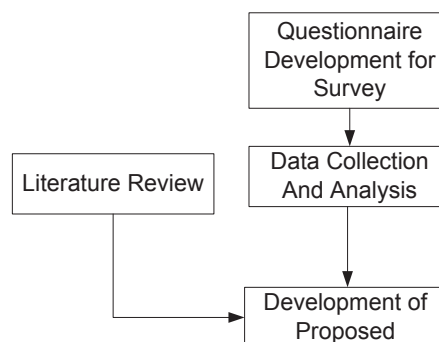 Questionnaire
Development for
Survey
Literature Review
Data Collection
And Analysis
Development of
Proposed